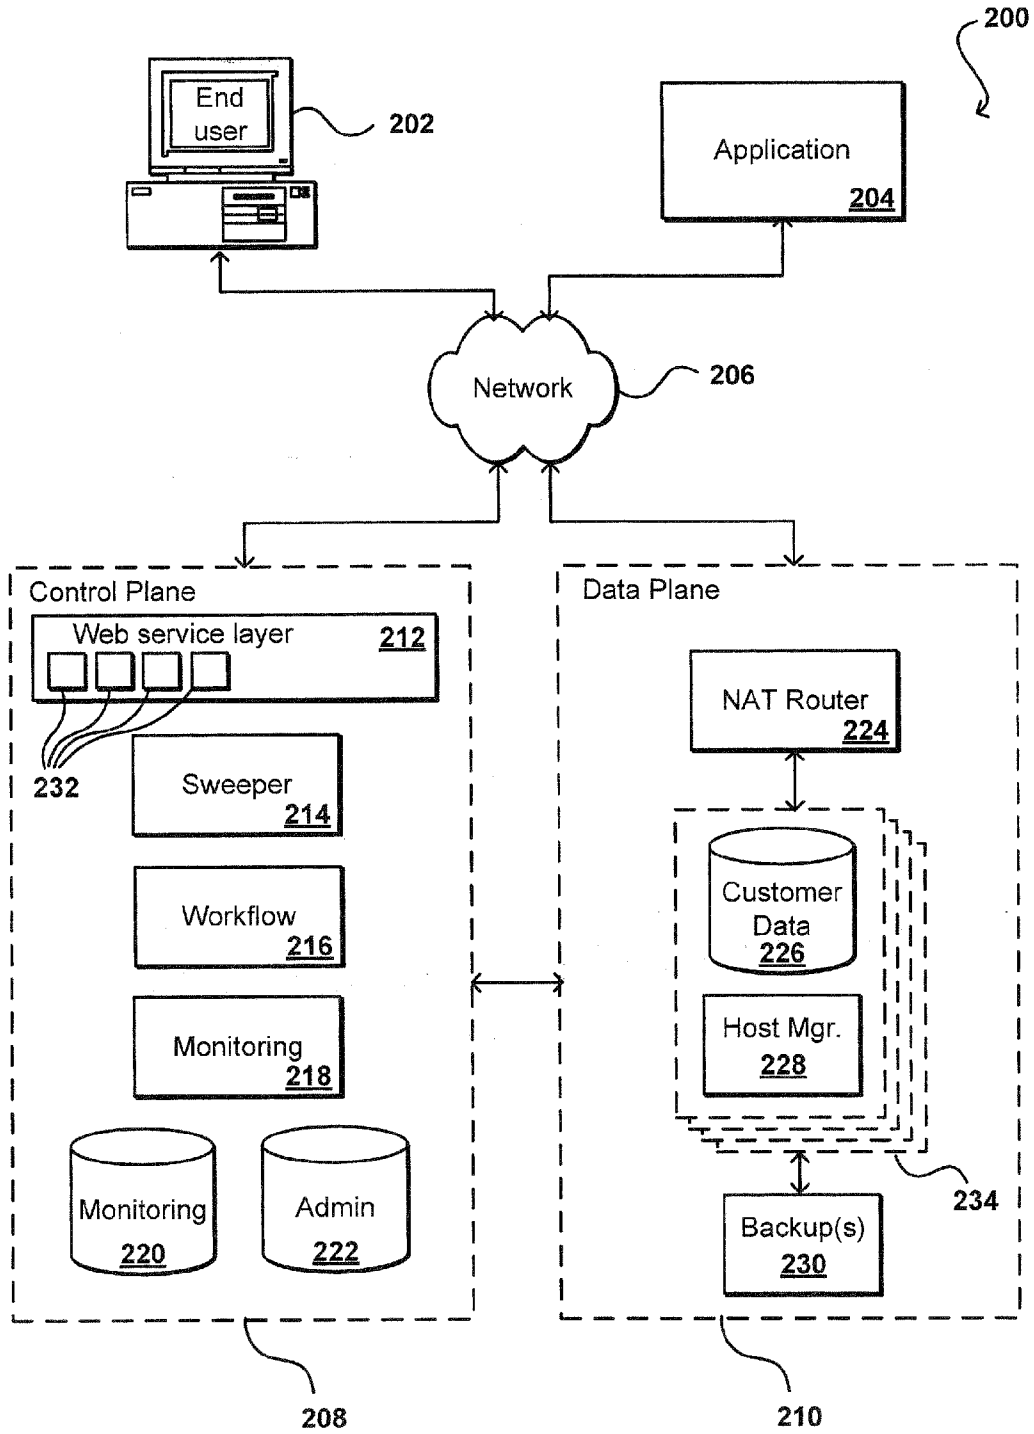 200
End
user
202
Application
204
Network
206
Control Plane
Web service layer
212
232
Sweeper
214
Workflow
216
Monitoring
218
Monitoring
220
Admin
222
208
Data Plane
NAT Router
224
Customer
Data
226
Host Mgr.
228
234
Backup(s)
230
210